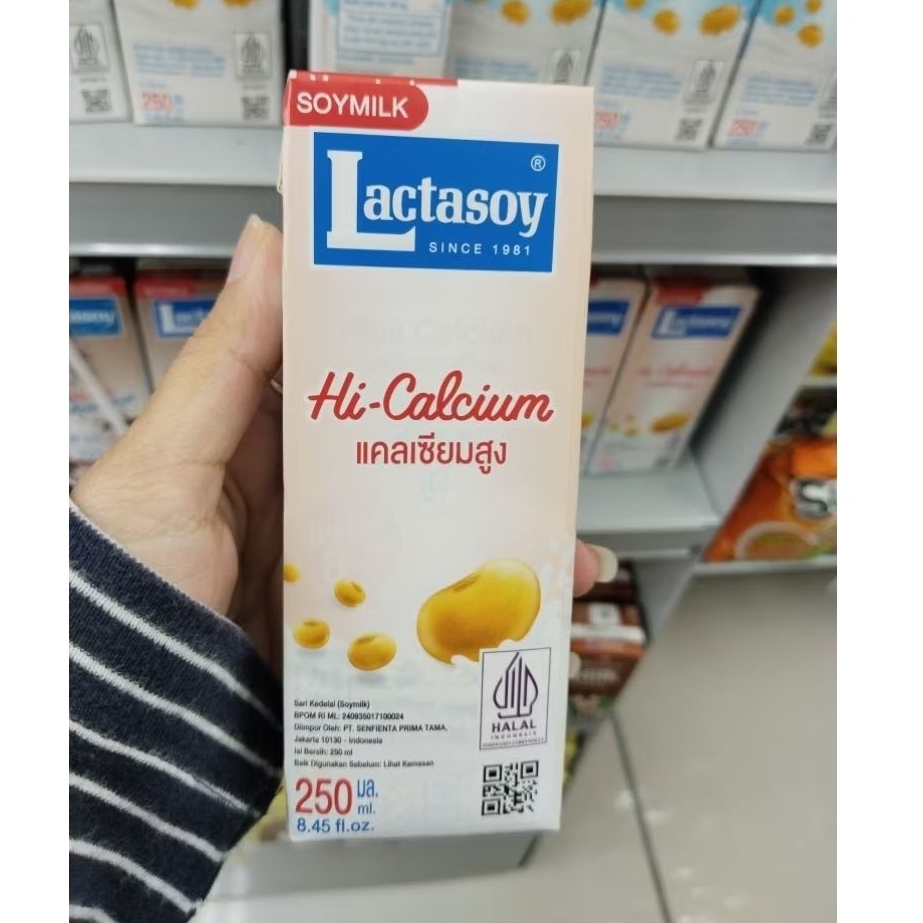 SOYMILK
Lactasoy®
SINCE 1981
Hi-Calcium
แคลเซียมสูง
Sari Kedelai (Soymilk)
BPOM RI ML: 240935017100024
Diimpor Oleh: PT. SENFIENTA PRIMA TAMA,
Jakarta 10130 - Indonesia
Isi Bersih: 250 ml
Baik Digunakan Sebelum: Lihat Kemasan
HALAL
INDONESIA
250 มล.
ml.
8.45 fl.oz.
250
Lactasoy